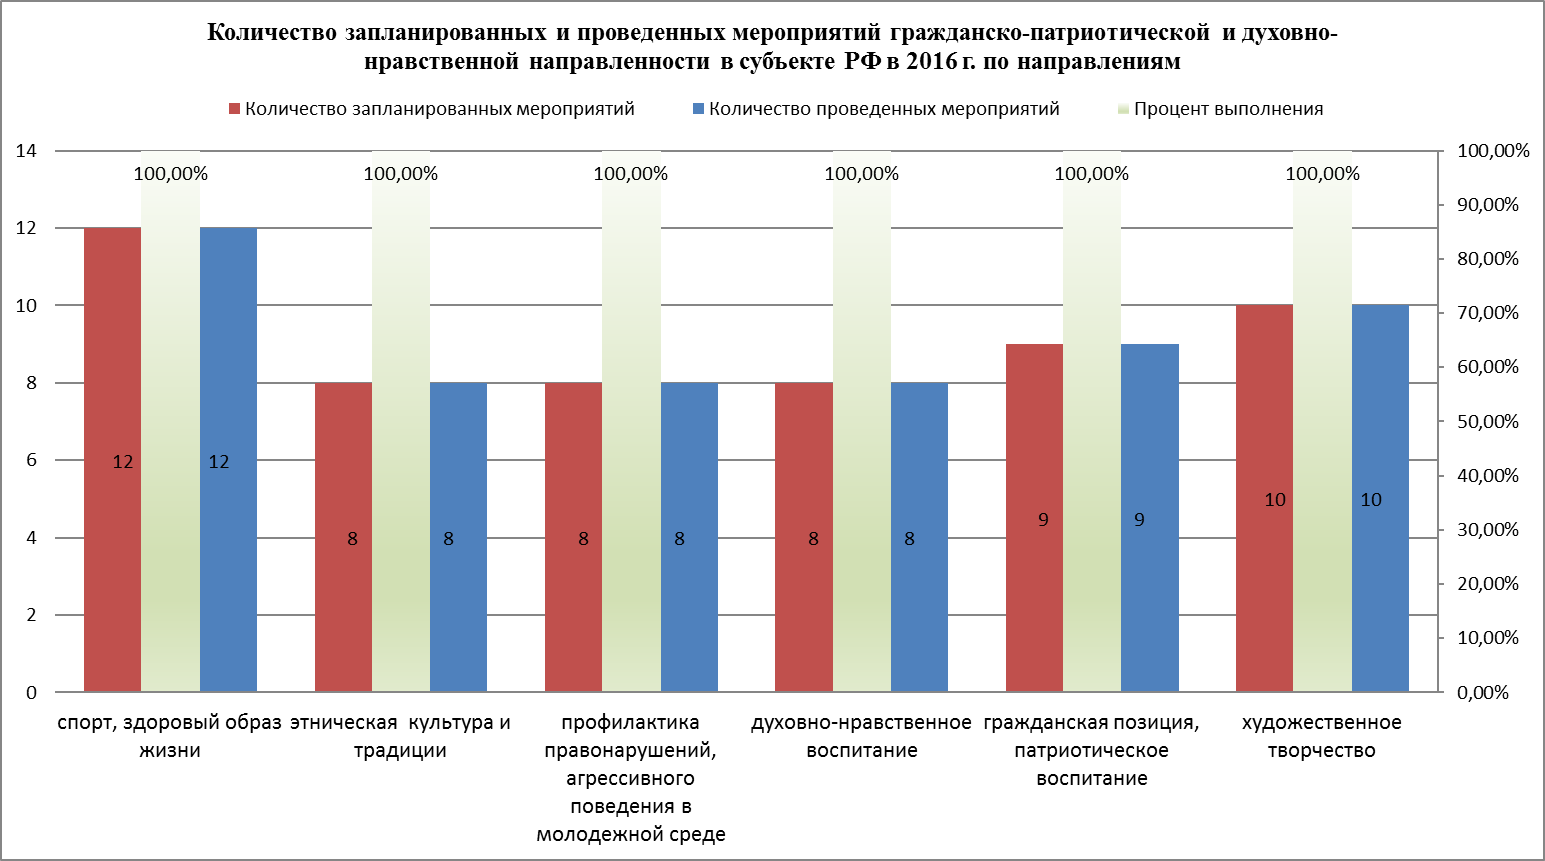 Количество запланированных и проведенных мероприятий гражданско-патриотической и духовно-
нравственной направленности в субъекте РФ в 2016 г. по направлениям
Количество запланированных мероприятий
Количество проведенных мероприятий
Процент выполнения
14
12
10
8
6
4
2
0
100,00%
100,00%
100,00%
100,00%
100,00%
100,00%
12
12
8
8
8
8
8
8
9
9
10
10
100,00%
90,00%
80,00%
70,00%
60,00%
50,00%
40,00%
30,00%
20,00%
10,00%
0,00%
спорт, здоровый образ
жизни
этническая культура и
традиции
профилактика
правонарушений,
агрессивного
поведения в
молодежной среде
духовно-нравственное
воспитание
гражданская позиция,
патриотическое
воспитание
художественное
творчество